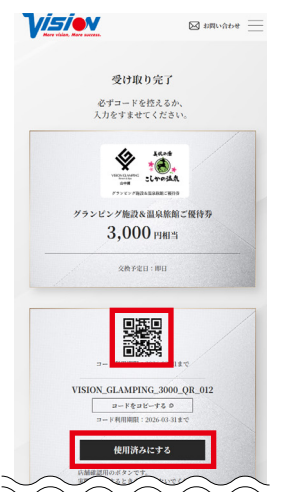 Vision
More vision, More success.
お問い合わせ
受け取り完了
必ずコードを控えるか、
入力をすませてください。
VISION GLAMPING
山中湖
美代の湯
こしかの温泉
グランピング施設&温泉旅館ご優待券
グランピング施設&温泉旅館ご優待券
3,000 円相当
交換予定日：即日
VISION_GLAMPING_3000_QR_012
コードをコピーする
コード利用期限：2026-03-31まで
使用済みにする
店舗確認用のボタンです。